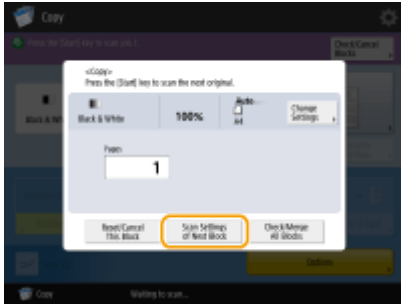 Copy
Press the [Start] key to scan job 1.
Check/Cancel
Blocks
<Copy>
Press the [Start] key to scan the next original.
Black & White
100%
Auto
A4
Change
Settings
Pages
1
Reset/Cancel
This Block
Scan Settings
of Next Block
Check/Merge
All Blocks
Options
Copy
Waiting to scan...